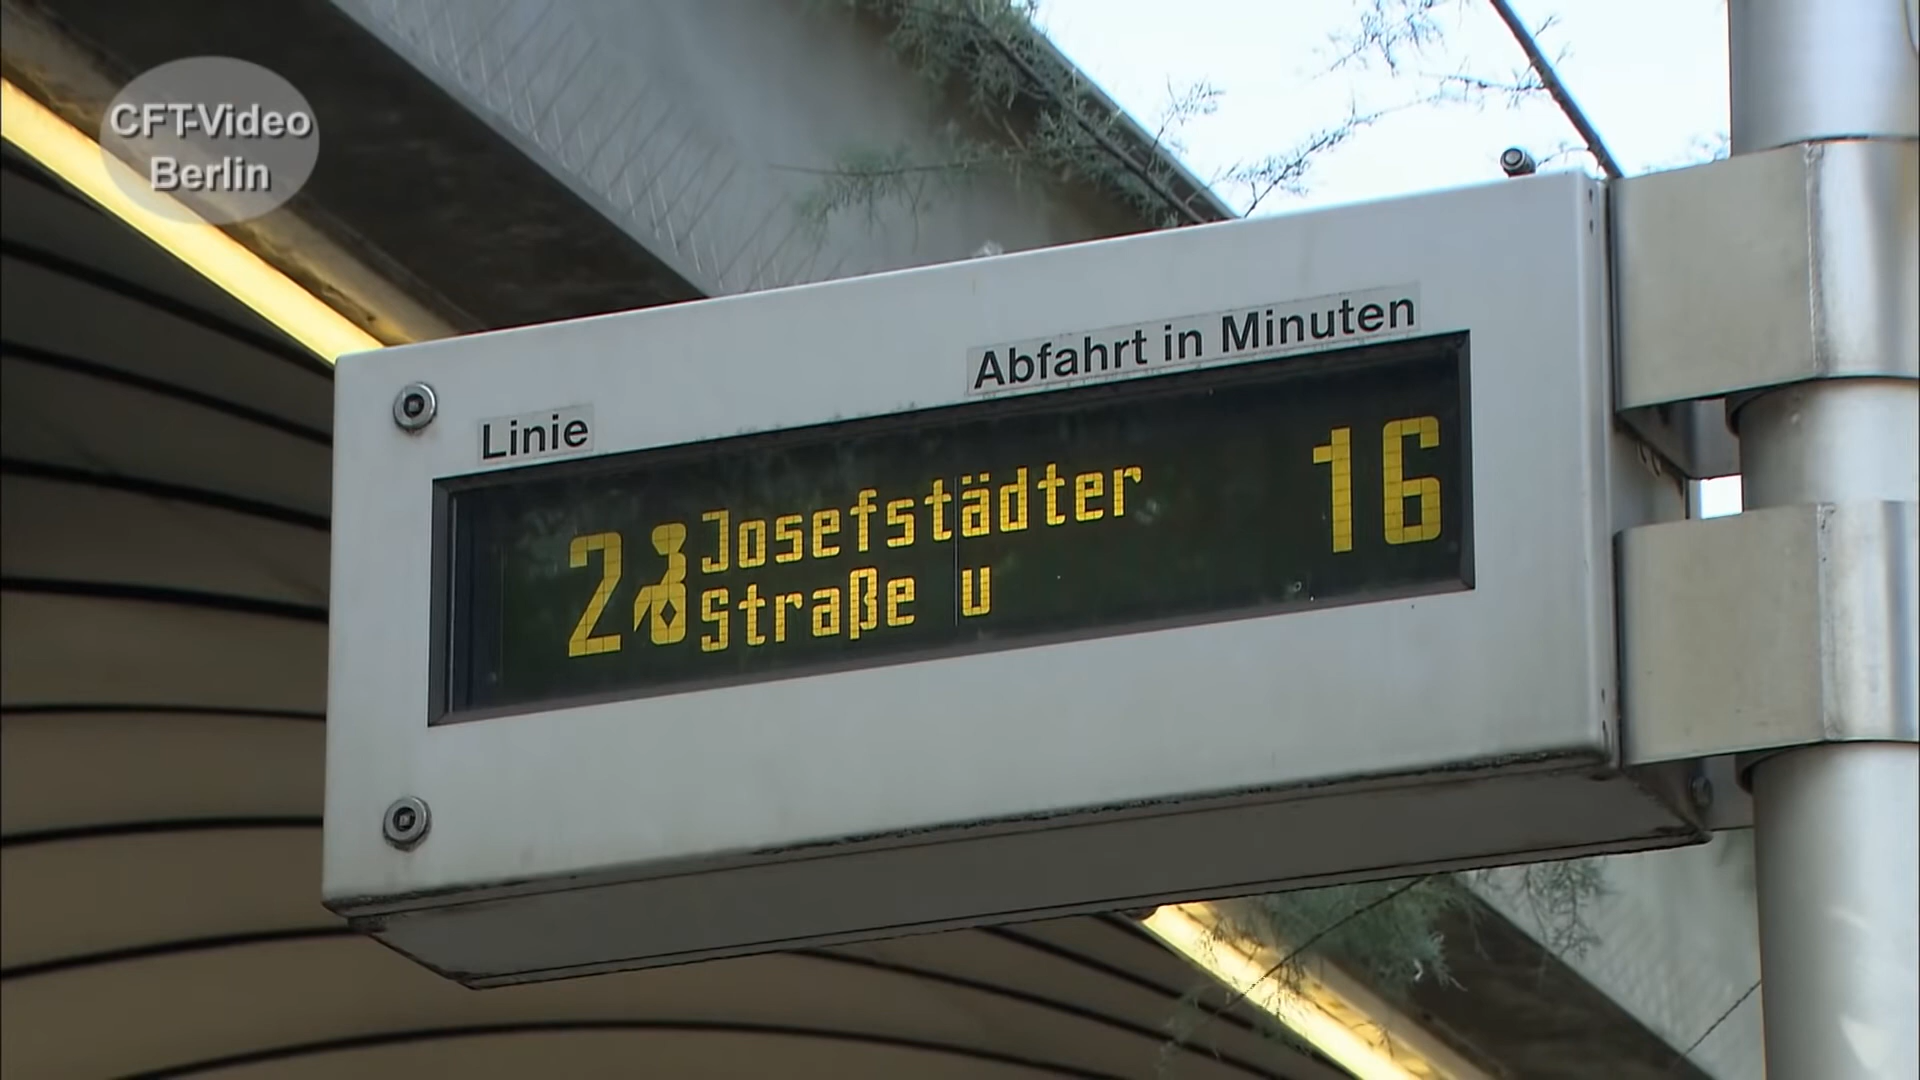 CFT-Video
Berlin
Linie
Abfahrt in Minuten
2 Josefstädter 16
Straße U